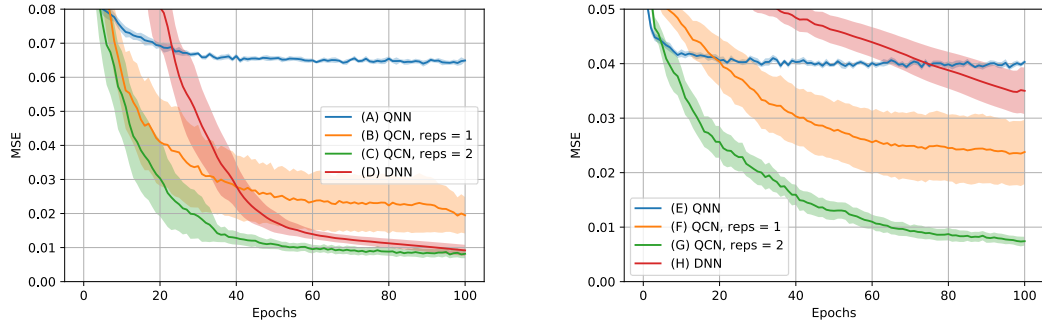 0.08
0.07
0.06
0.05
0.04
0.03
0.02
0.01
0.00
MSE
0 20 40 60 80 100
Epochs
(A) QNN
(B) QCN, reps = 1
(C) QCN, reps = 2
(D) DNN
0.05
0.04
0.03
0.02
0.01
0.00
MSE
0 20 40 60 80 100
Epochs
(E) QNN
(F) QCN, reps = 1
(G) QCN, reps = 2
(H) DNN